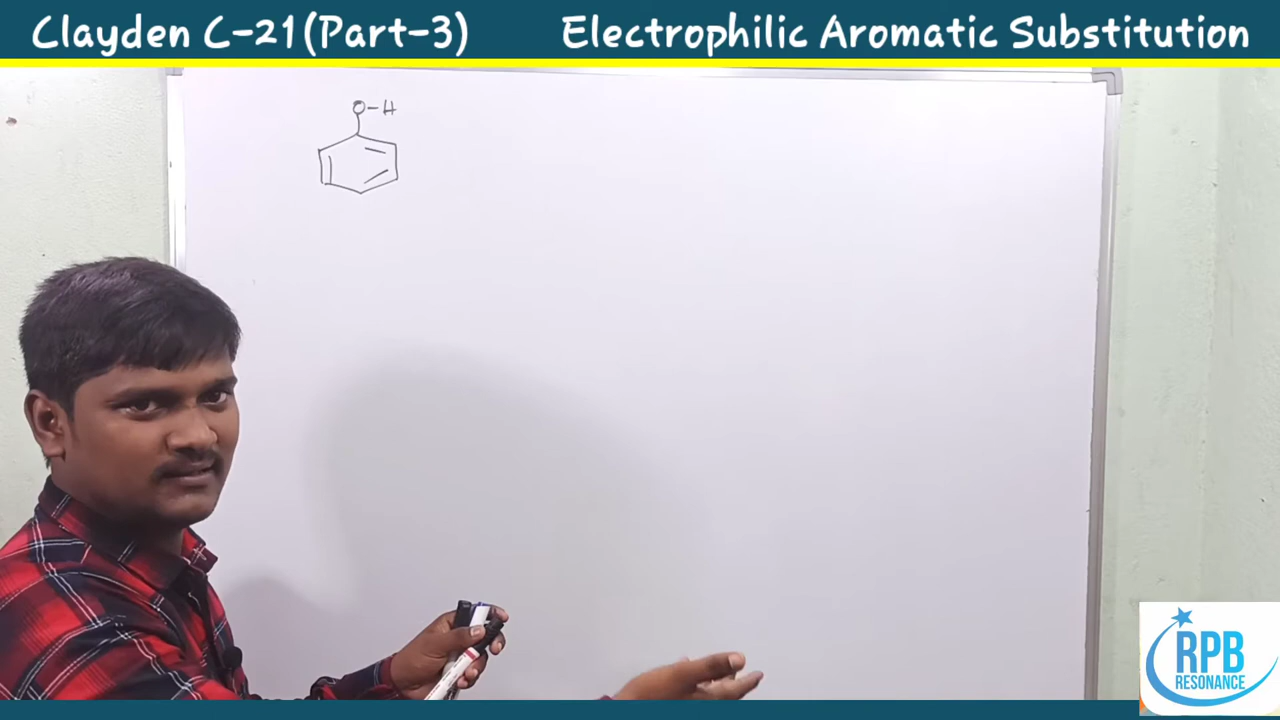 Clayden C-21(Part-3) Electrophilic Aromatic Substitution
O-H
RPB
RESONANCE